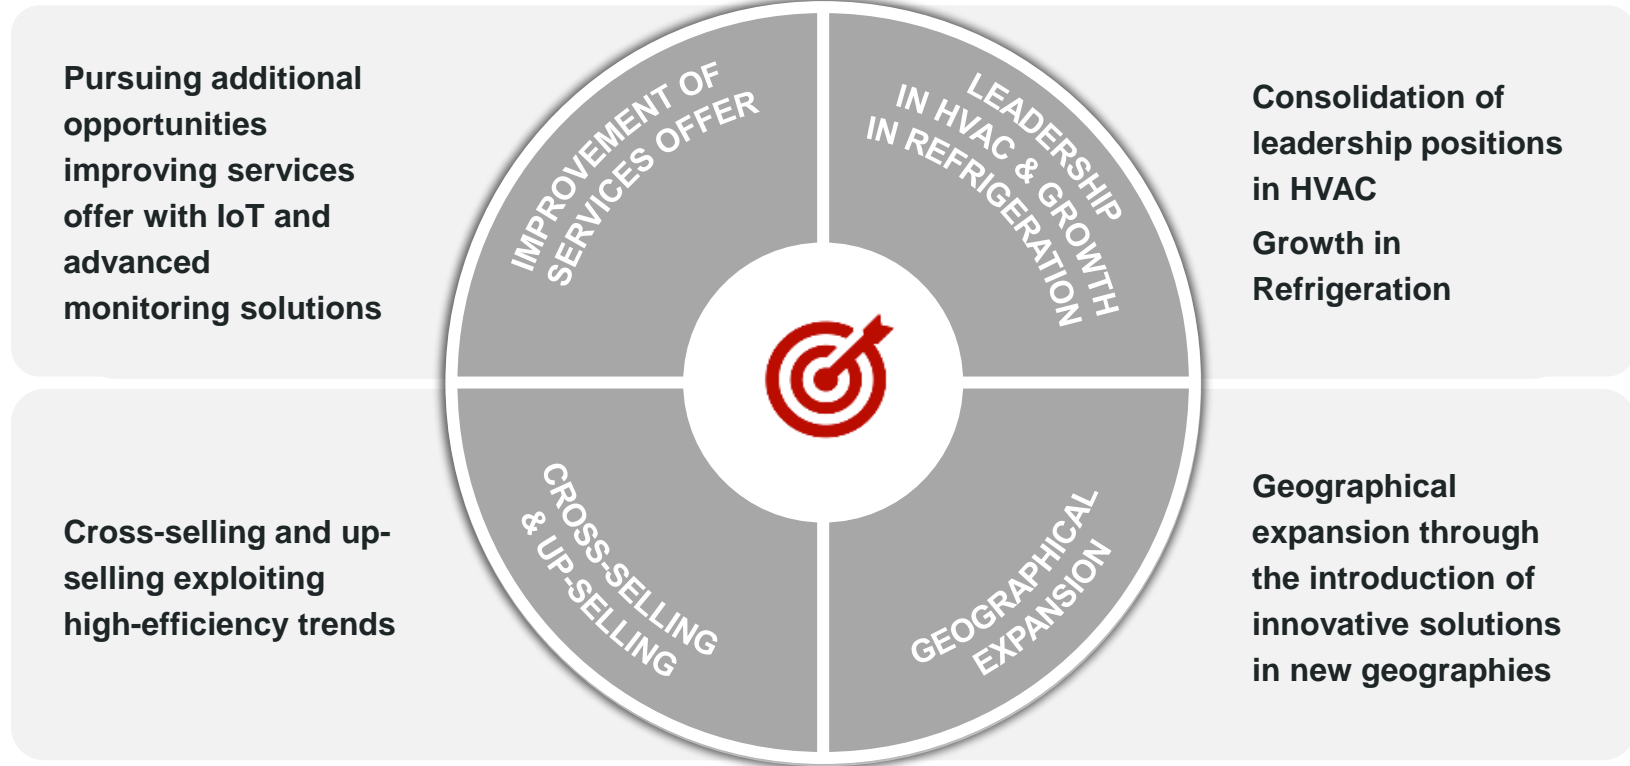 Pursuing additional
opportunities
improving services
offer with IoT and
advanced
monitoring solutions
IMPROVEMENT OF
SERVICES OFFER
LEADERSHIP
IN HVAC & GROWTH
IN REFRIGERATION
Consolidation of
leadership positions
in HVAC
Growth in
Refrigeration
Cross-selling and up-
selling exploiting
high-efficiency trends
CROSS-SELLING
& UP-SELLING
GEOGRAPHICAL
EXPANSION
Geographical
expansion through
the introduction of
innovative solutions
in new geographies